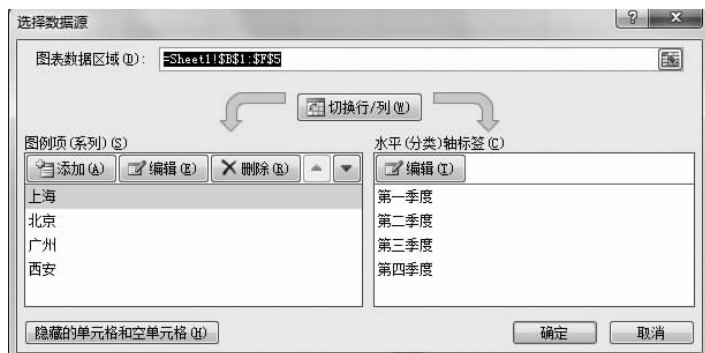 选择数据源
图表数据区域(D)： =Sheet1!$B$1:$F$5
切换行/列(W)
图例项(系列)(S)
水平(分类)轴标签(C)
添加(A) 编辑(E) 删除(R)
编辑(T)
上海
第一季度
北京
第二季度
广州
第三季度
西安
第四季度
隐藏的单元格和空单元格(H)
确定 取消